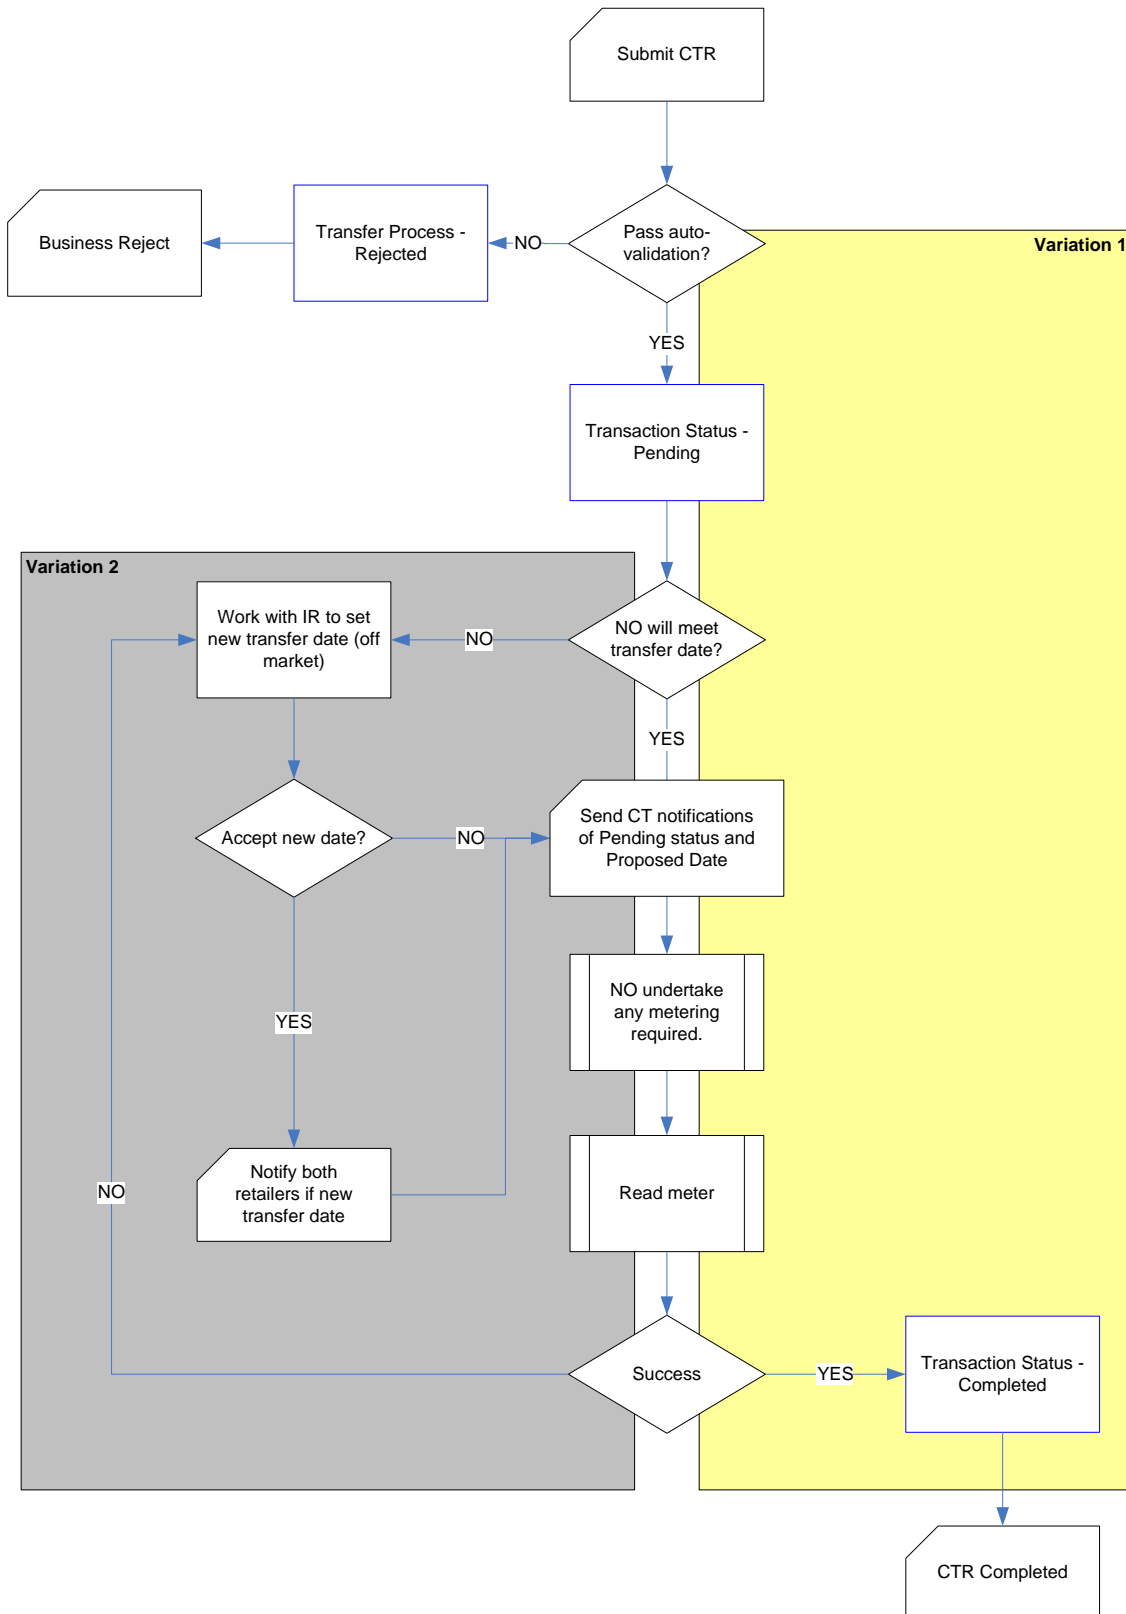 Submit CTR
Business Reject
Transfer Process -
Rejected
NO
Pass auto-
validation?
Variation 1
YES
Transaction Status -
Pending
Variation 2
Work with IR to set
new transfer date (off
market)
NO
NO will meet
transfer date?
YES
Accept new date?
NO
Send CT notifications
of Pending status and
Proposed Date
YES
NO undertake
any metering
required.
NO
Notify both
retailers if new
transfer date
Read meter
Success
YES
Transaction Status -
Completed
CTR Completed